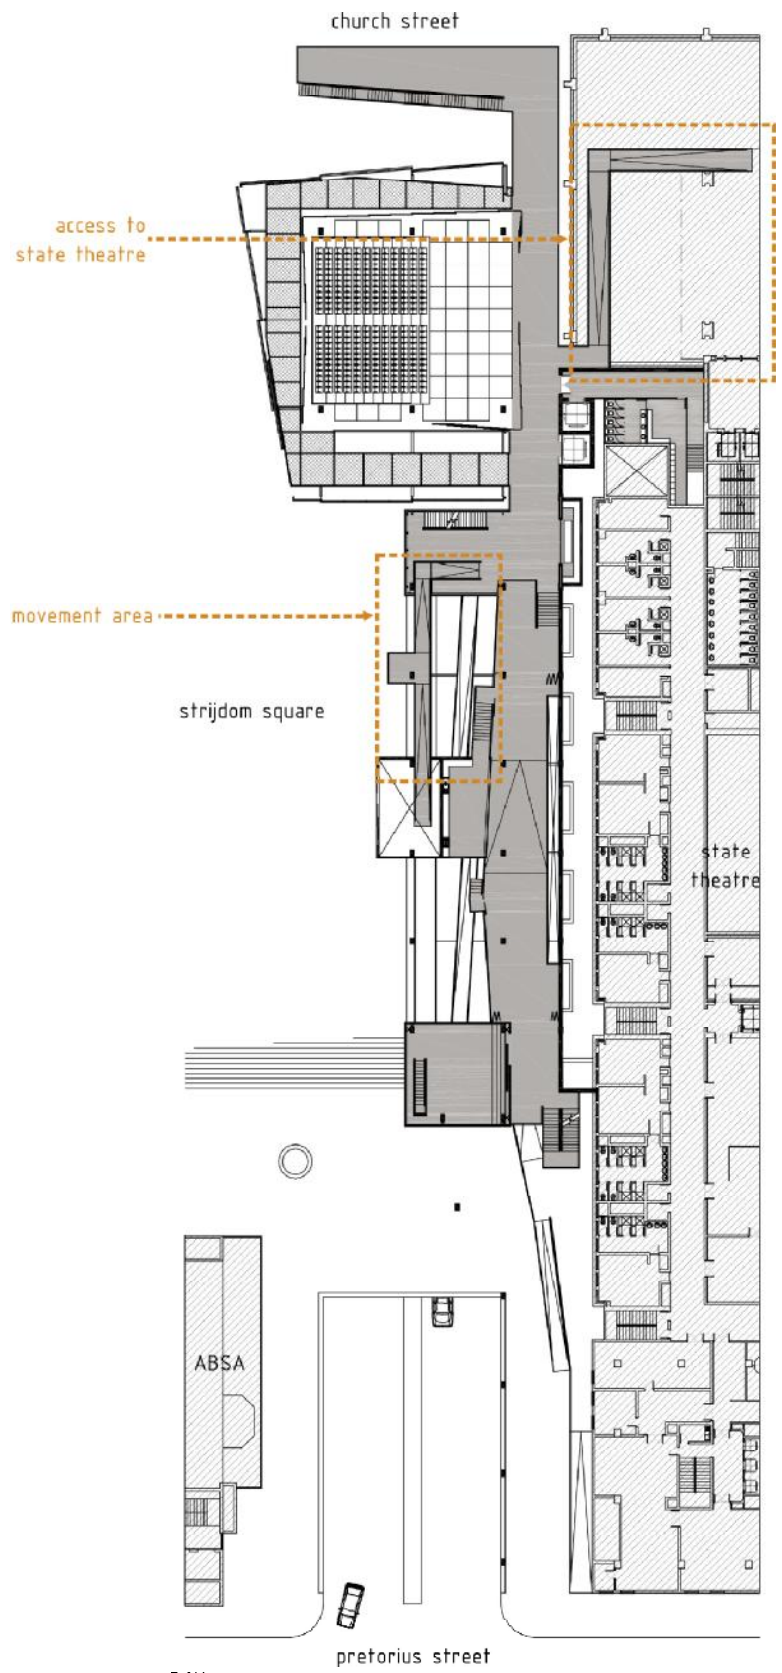 church street
access to
state theatre
movement area
strijdom square
state
theatre
ABSA
pretorius street